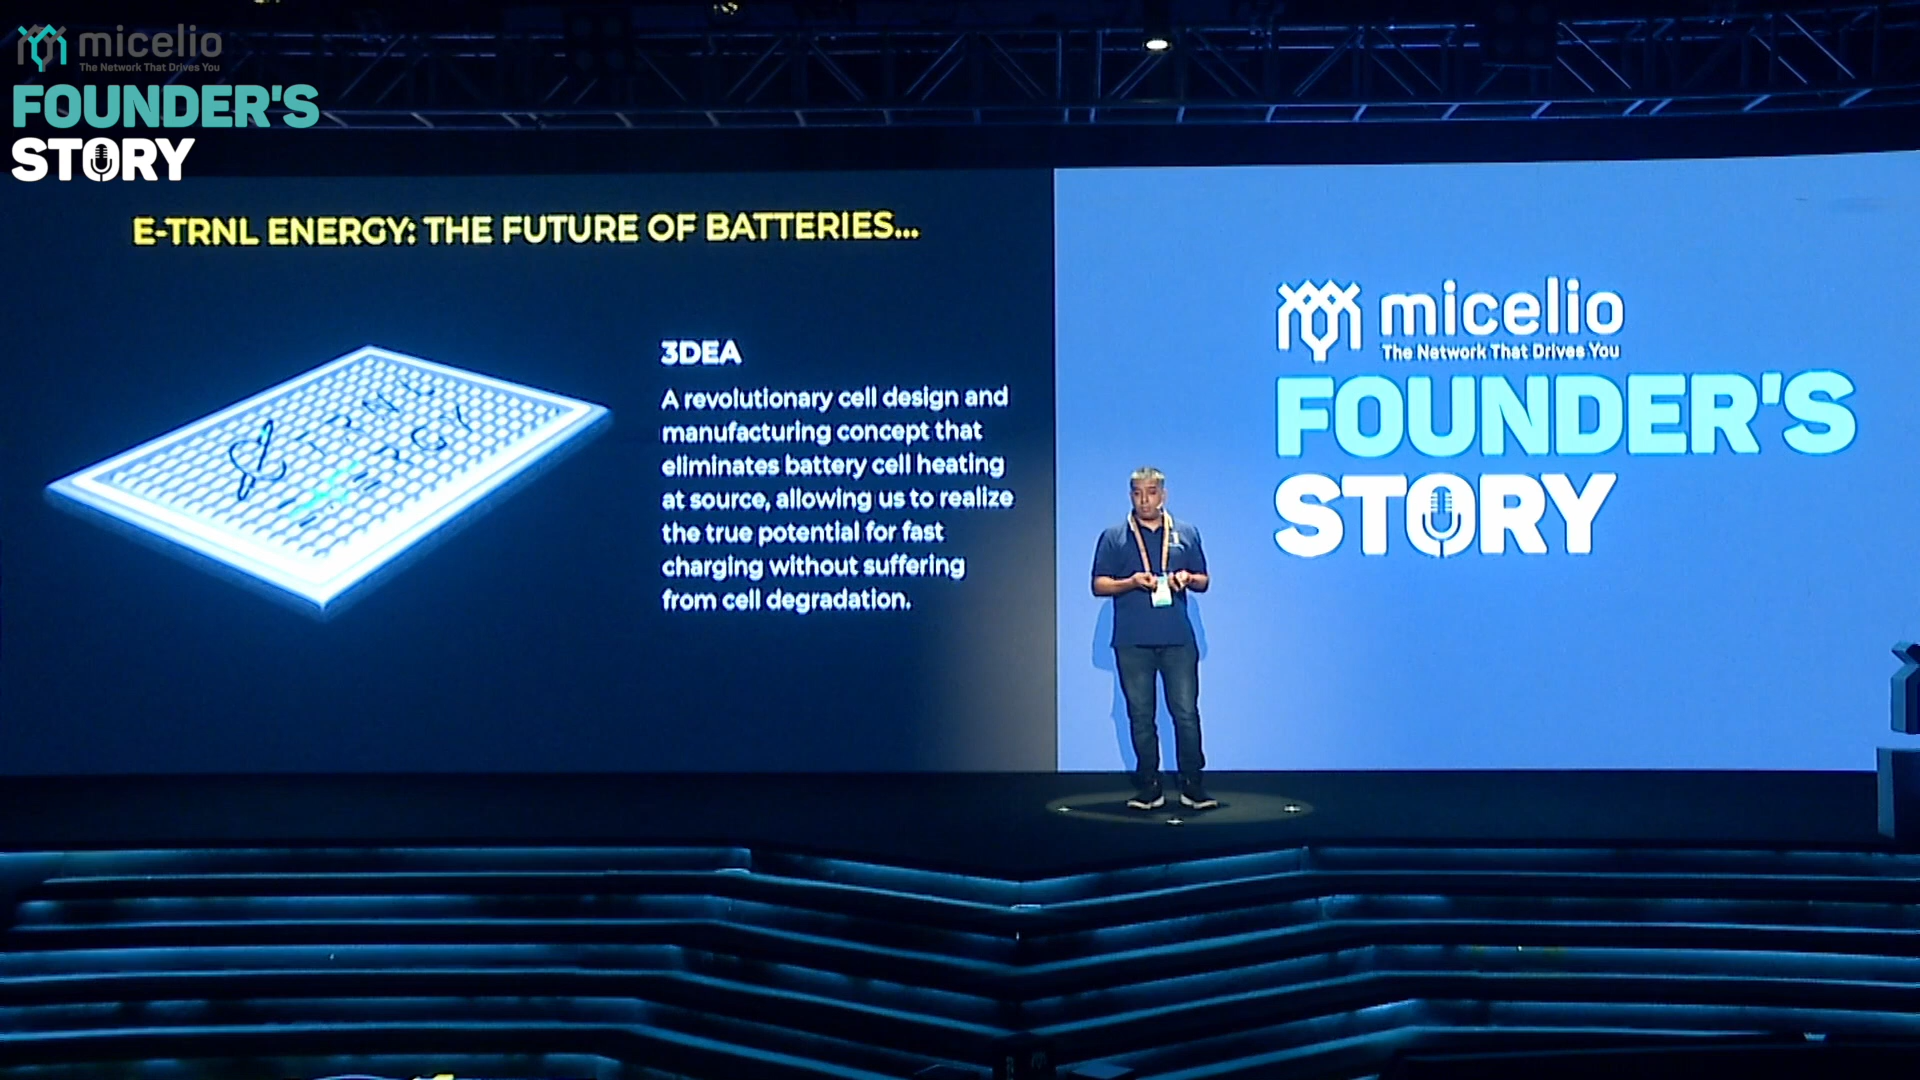 micelio
The Network That Drives You
FOUNDER'S
STORY
E-TRNL ENERGY: THE FUTURE OF BATTERIES...
3DEA
A revolutionary cell design and
manufacturing concept that
eliminates battery cell heating
at source, allowing us to realize
the true potential for fast
charging without suffering
from cell degradation.
E-TRNL
ENERGY
micelio
The Network That Drives You
FOUNDER'S
STORY